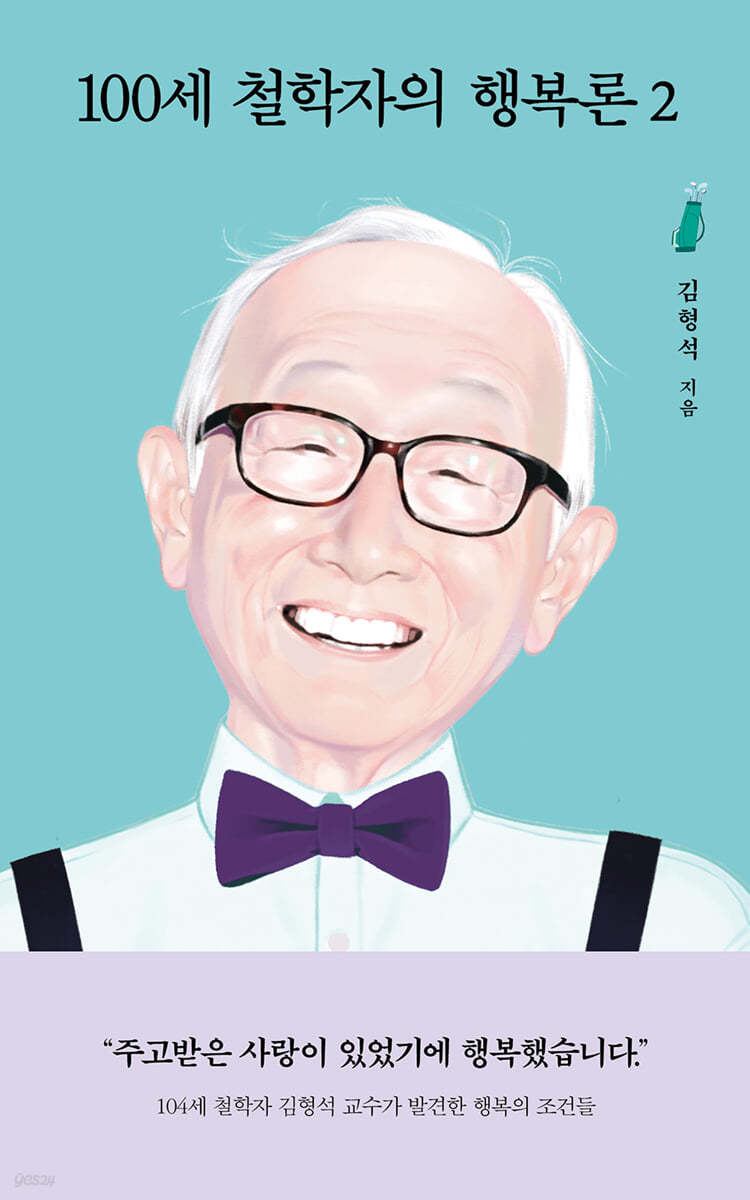 100세 철학자의 행복론 2
김형석 지음
“주고받은 사랑이 있었기에 행복했습니다.”
104세 철학자 김형석 교수가 발견한 행복의 조건들
yes24